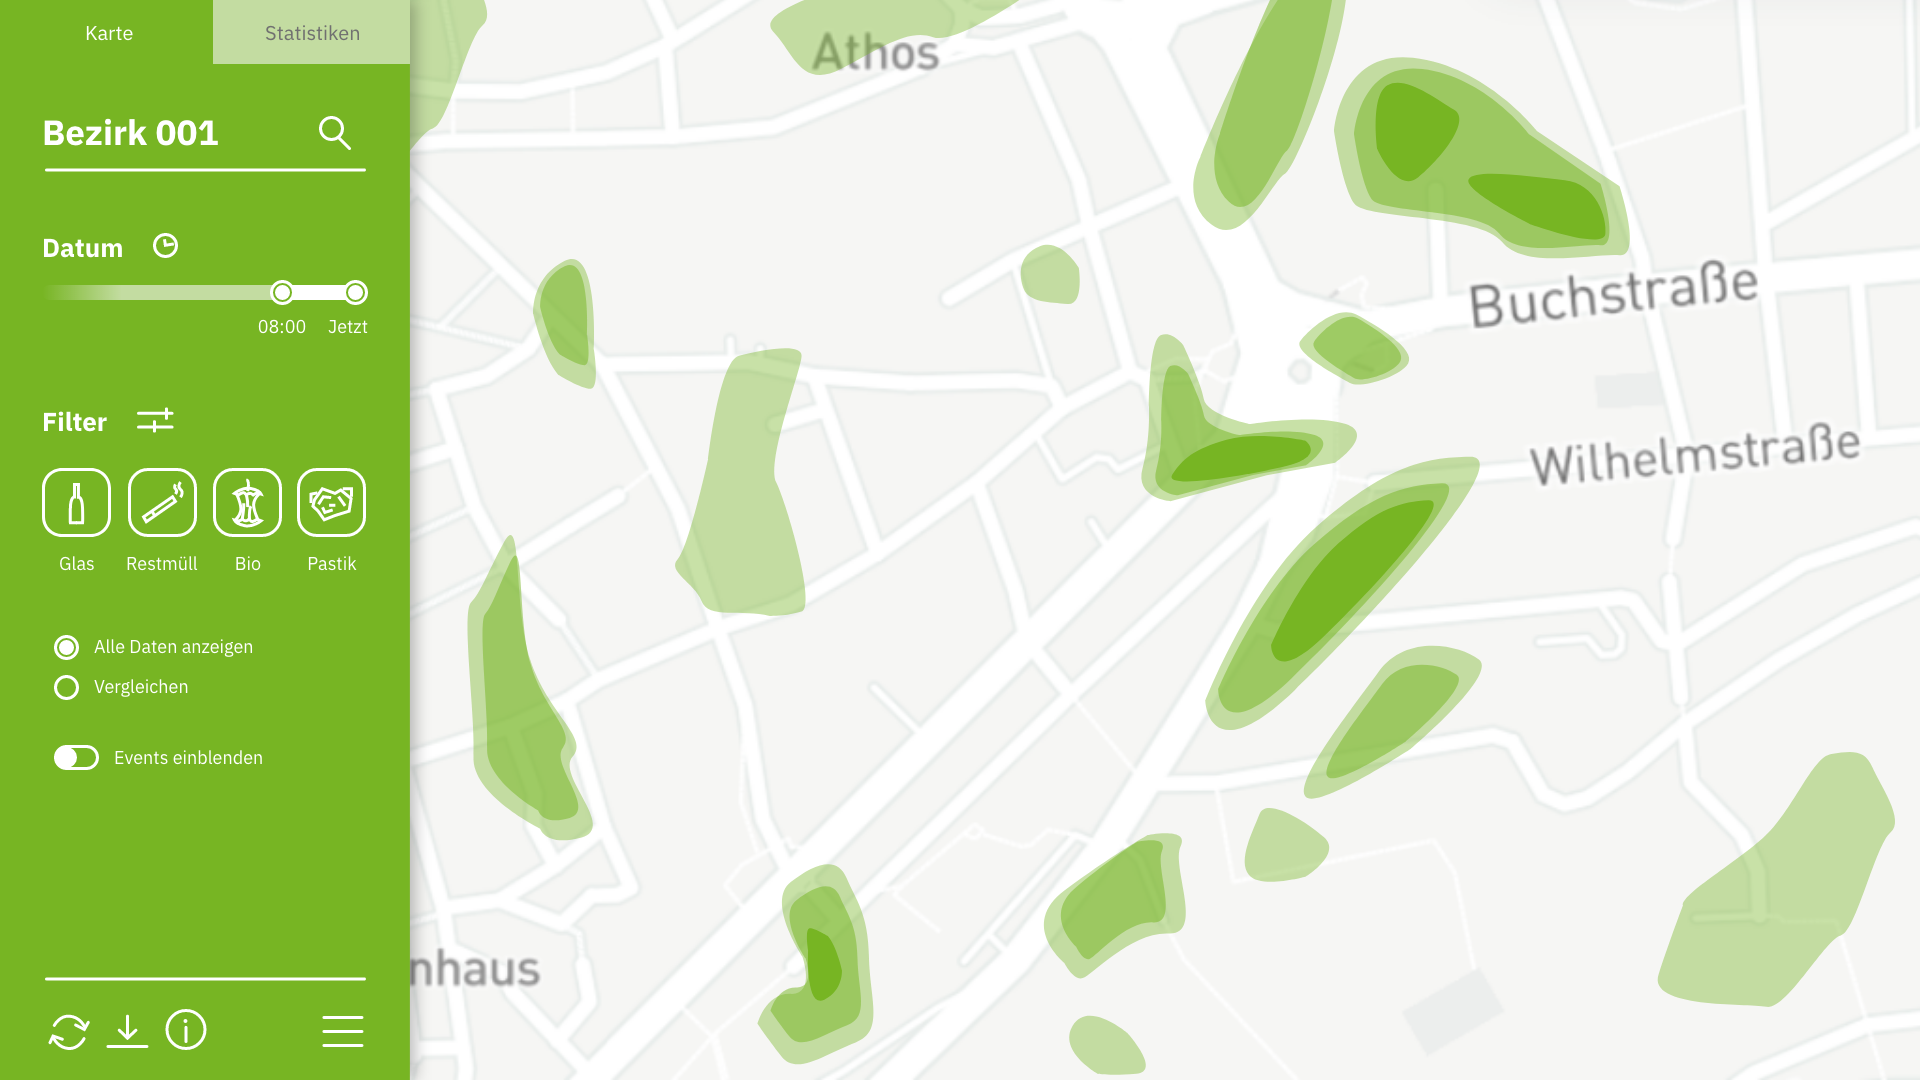 Karte
Statistiken
Bezirk 001
Datum
08:00 Jetzt
Filter
Glas Restmüll Bio Pastik
Alle Daten anzeigen
Vergleichen
Events einblenden
Athos
Buchstraße
Wilhelmstraße
nhaus